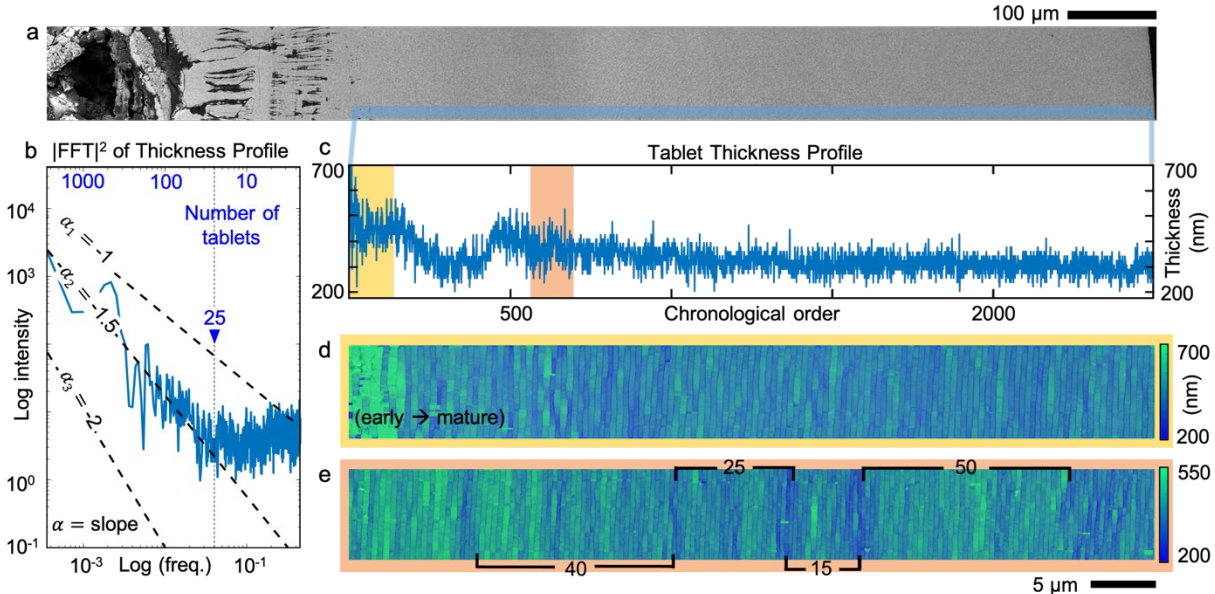 100 µm
a
b
|FFT|² of Thickness Profile
1000 100 10
Number of
tablets
10⁴
10³
10⁰
10⁻¹
Log intensity
α₁ = -1
α₂ = -1.5
α₃ = -2
25
α = slope
10⁻³ Log (freq.) 10⁻¹
c
Tablet Thickness Profile
700
200
700
200
Thickness
(nm)
500 Chronological order 2000
d
(early → mature)
700
(nm)
200
e
25 50
40 15
550
200
5 µm